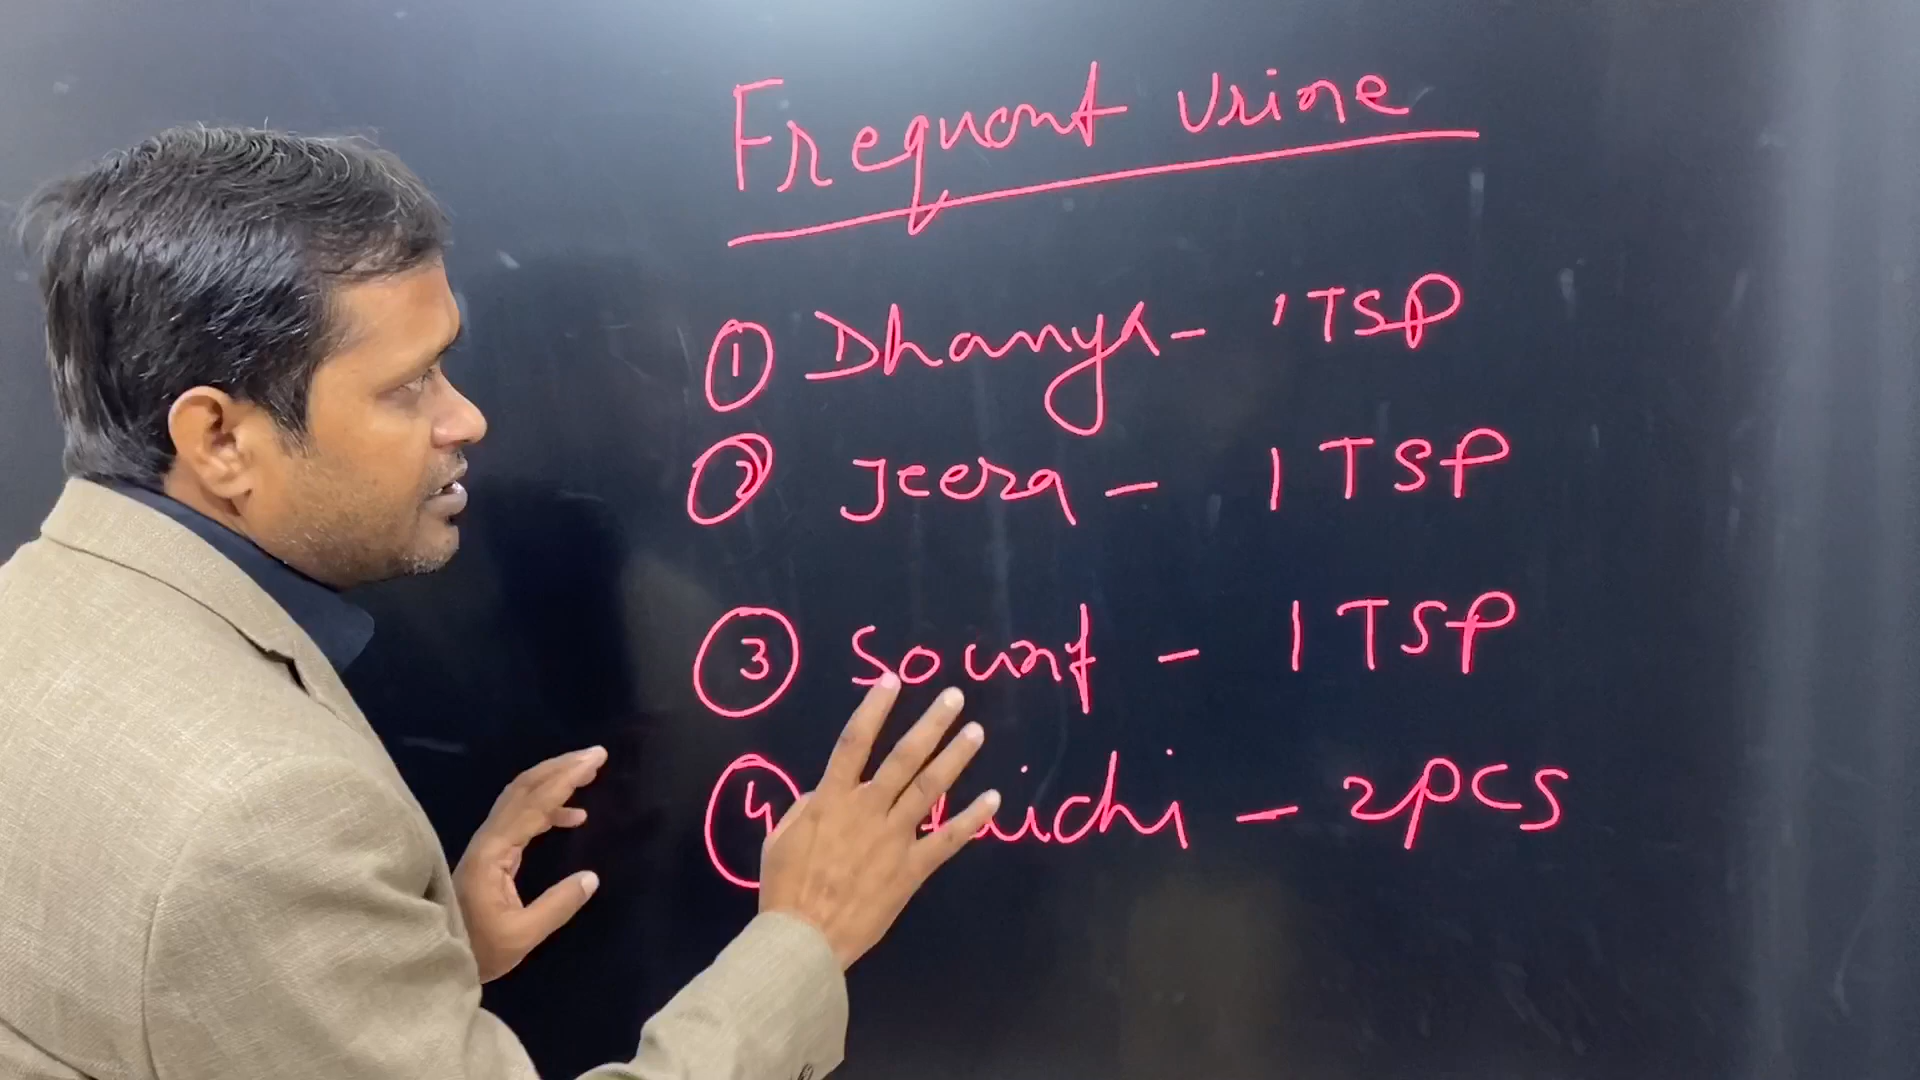 Frequent Urine
1 Dhanya - 1 TSP
2 Jeera - 1 TSP
3 Sounf - 1 TSP
4 - 2 PCS